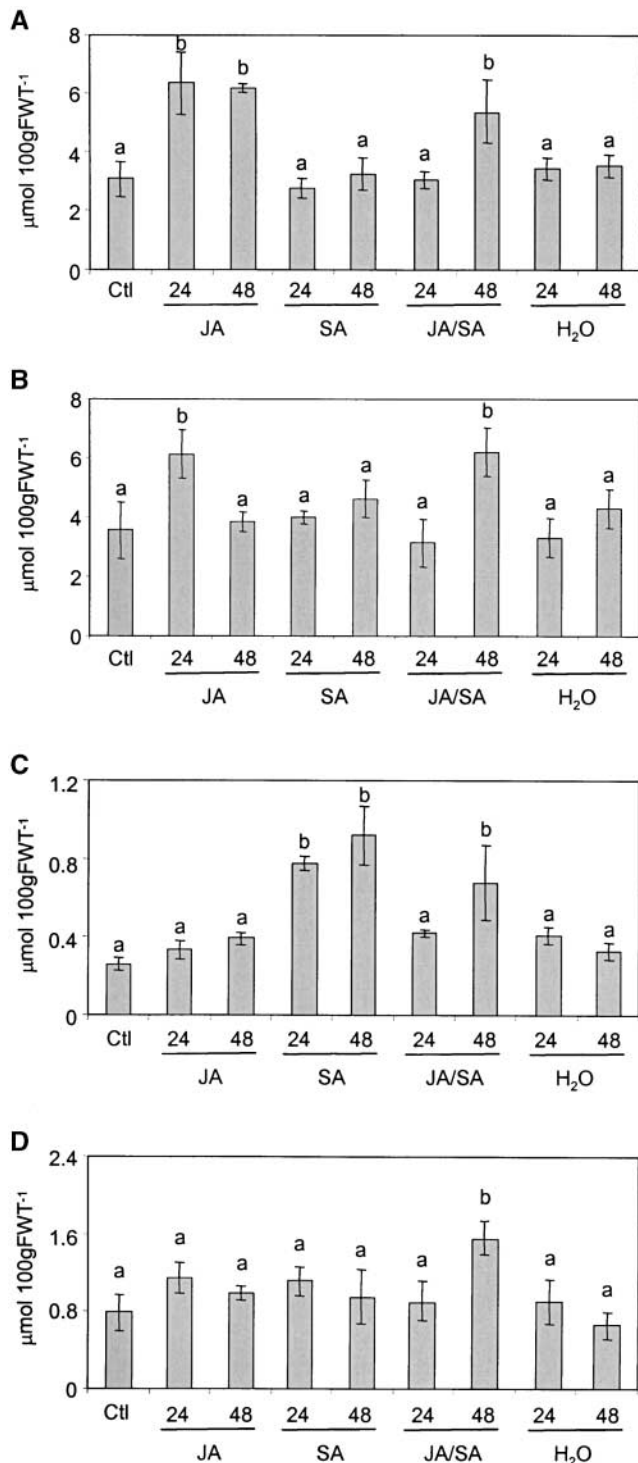 A
μmol 100gFWT-1
8
6
4
2
0
a b b a a a b a a
Ctl 24 48 24 48 24 48 24 48
JA SA JA/SA H₂O
B
μmol 100gFWT-1
8
6
4
2
0
a b a a a a b a a
Ctl 24 48 24 48 24 48 24 48
JA SA JA/SA H₂O
C
μmol 100gFWT-1
1.2
0.8
0.4
0
a a a b b a b a a
Ctl 24 48 24 48 24 48 24 48
JA SA JA/SA H₂O
D
μmol 100gFWT-1
2.4
1.6
0.8
0
a a a a a a b a a
Ctl 24 48 24 48 24 48 24 48
JA SA JA/SA H₂O